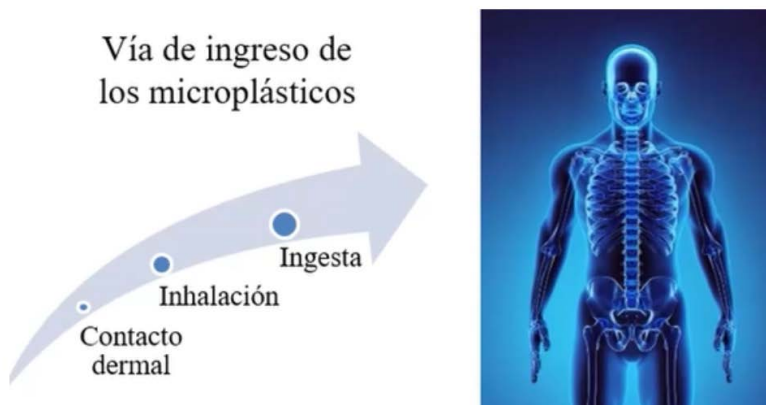 Vía de ingreso de
los microplásticos
Ingesta
Inhalación
Contacto
dermal